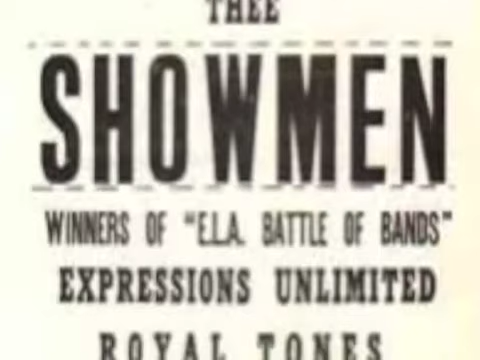 THEE
SHOWMEN
WINNERS OF "E.L.A. BATTLE OF BANDS"
EXPRESSIONS UNLIMITED
ROYAL TONES